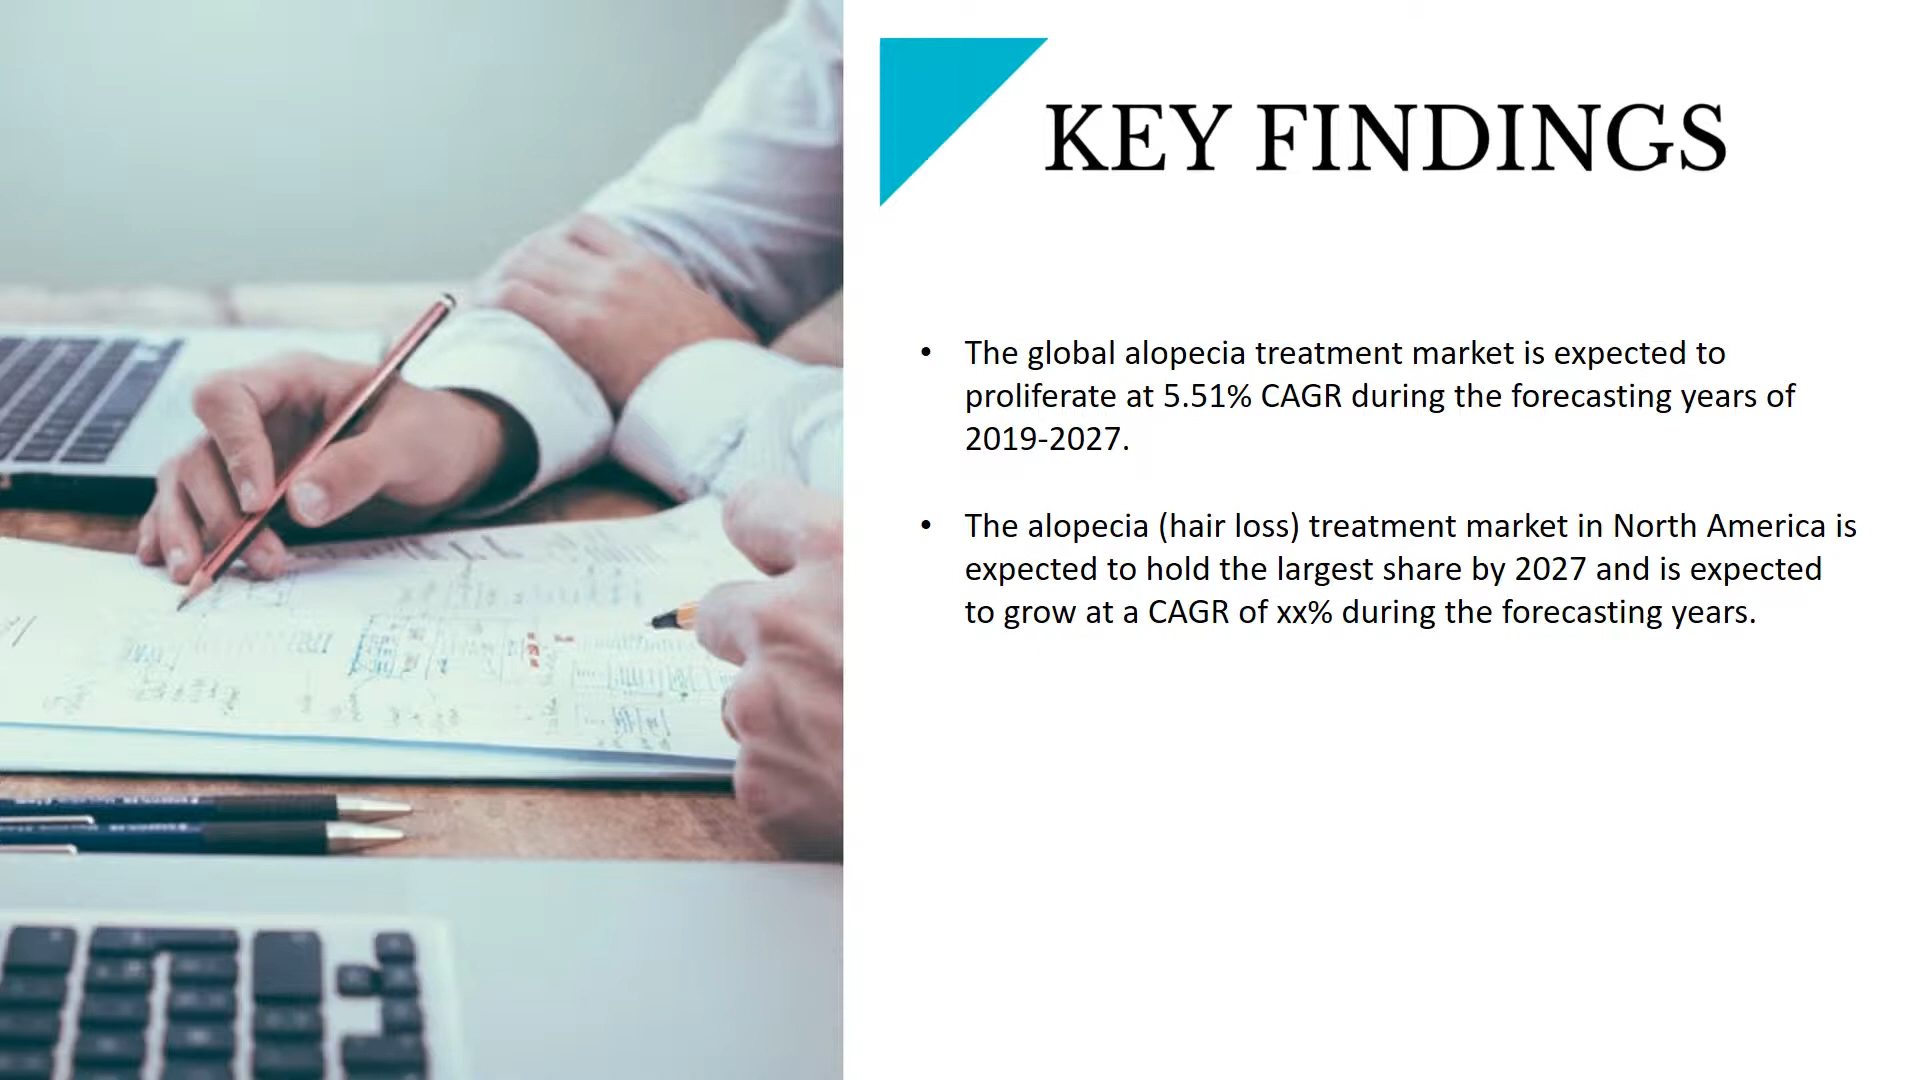 KEY FINDINGS
• The global alopecia treatment market is expected to
proliferate at 5.51% CAGR during the forecasting years of
2019-2027.
• The alopecia (hair loss) treatment market in North America is
expected to hold the largest share by 2027 and is expected
to grow at a CAGR of xx% during the forecasting years.